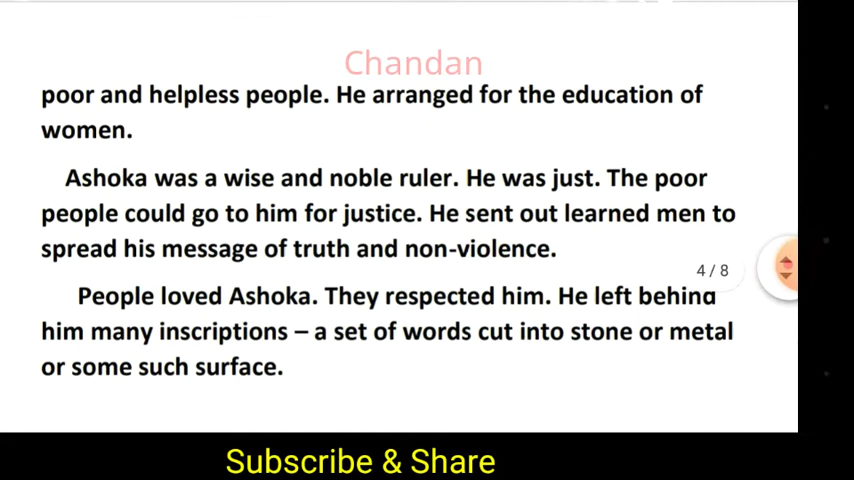 Chandan
poor and helpless people. He arranged for the education of
women.
Ashoka was a wise and noble ruler. He was just. The poor
people could go to him for justice. He sent out learned men to
spread his message of truth and non-violence.
4 / 8
People loved Ashoka. They respected him. He left behind
him many inscriptions – a set of words cut into stone or metal
or some such surface.
Subscribe & Share